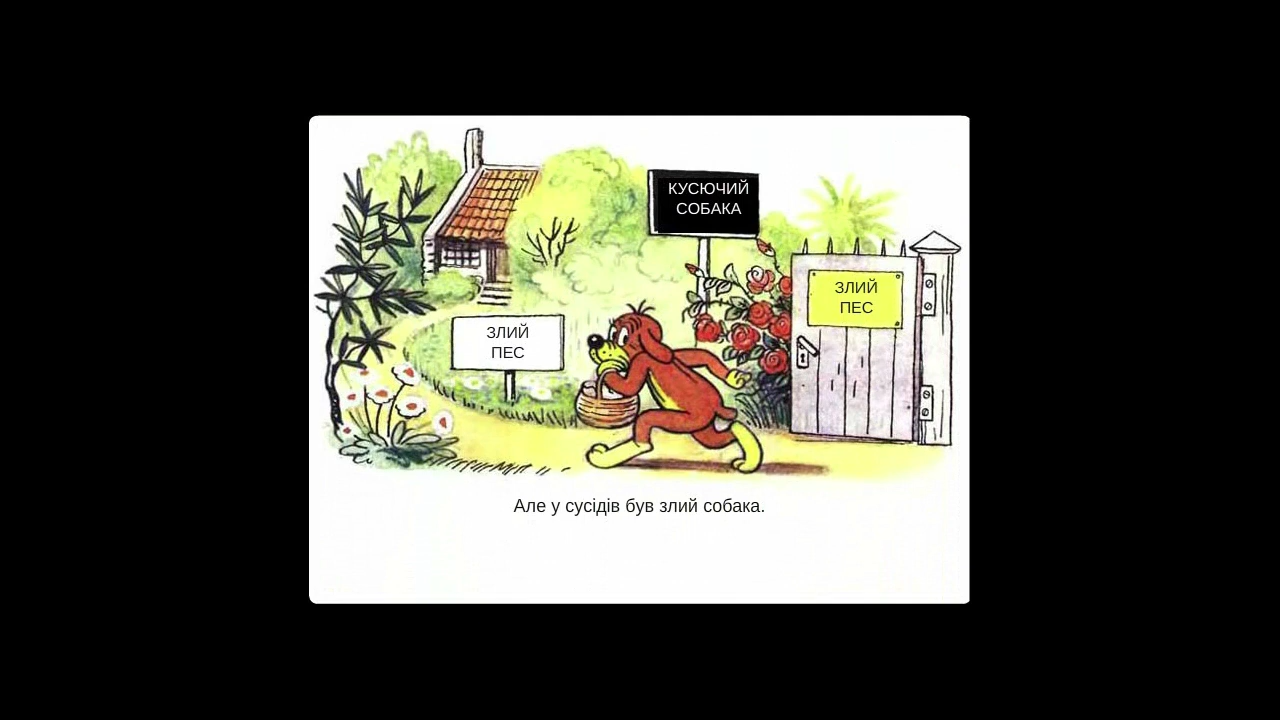 КУСЮЧИЙ
СОБАКА
ЗЛИЙ
ПЕС
ЗЛИЙ
ПЕС
Але у сусідів був злий собака.